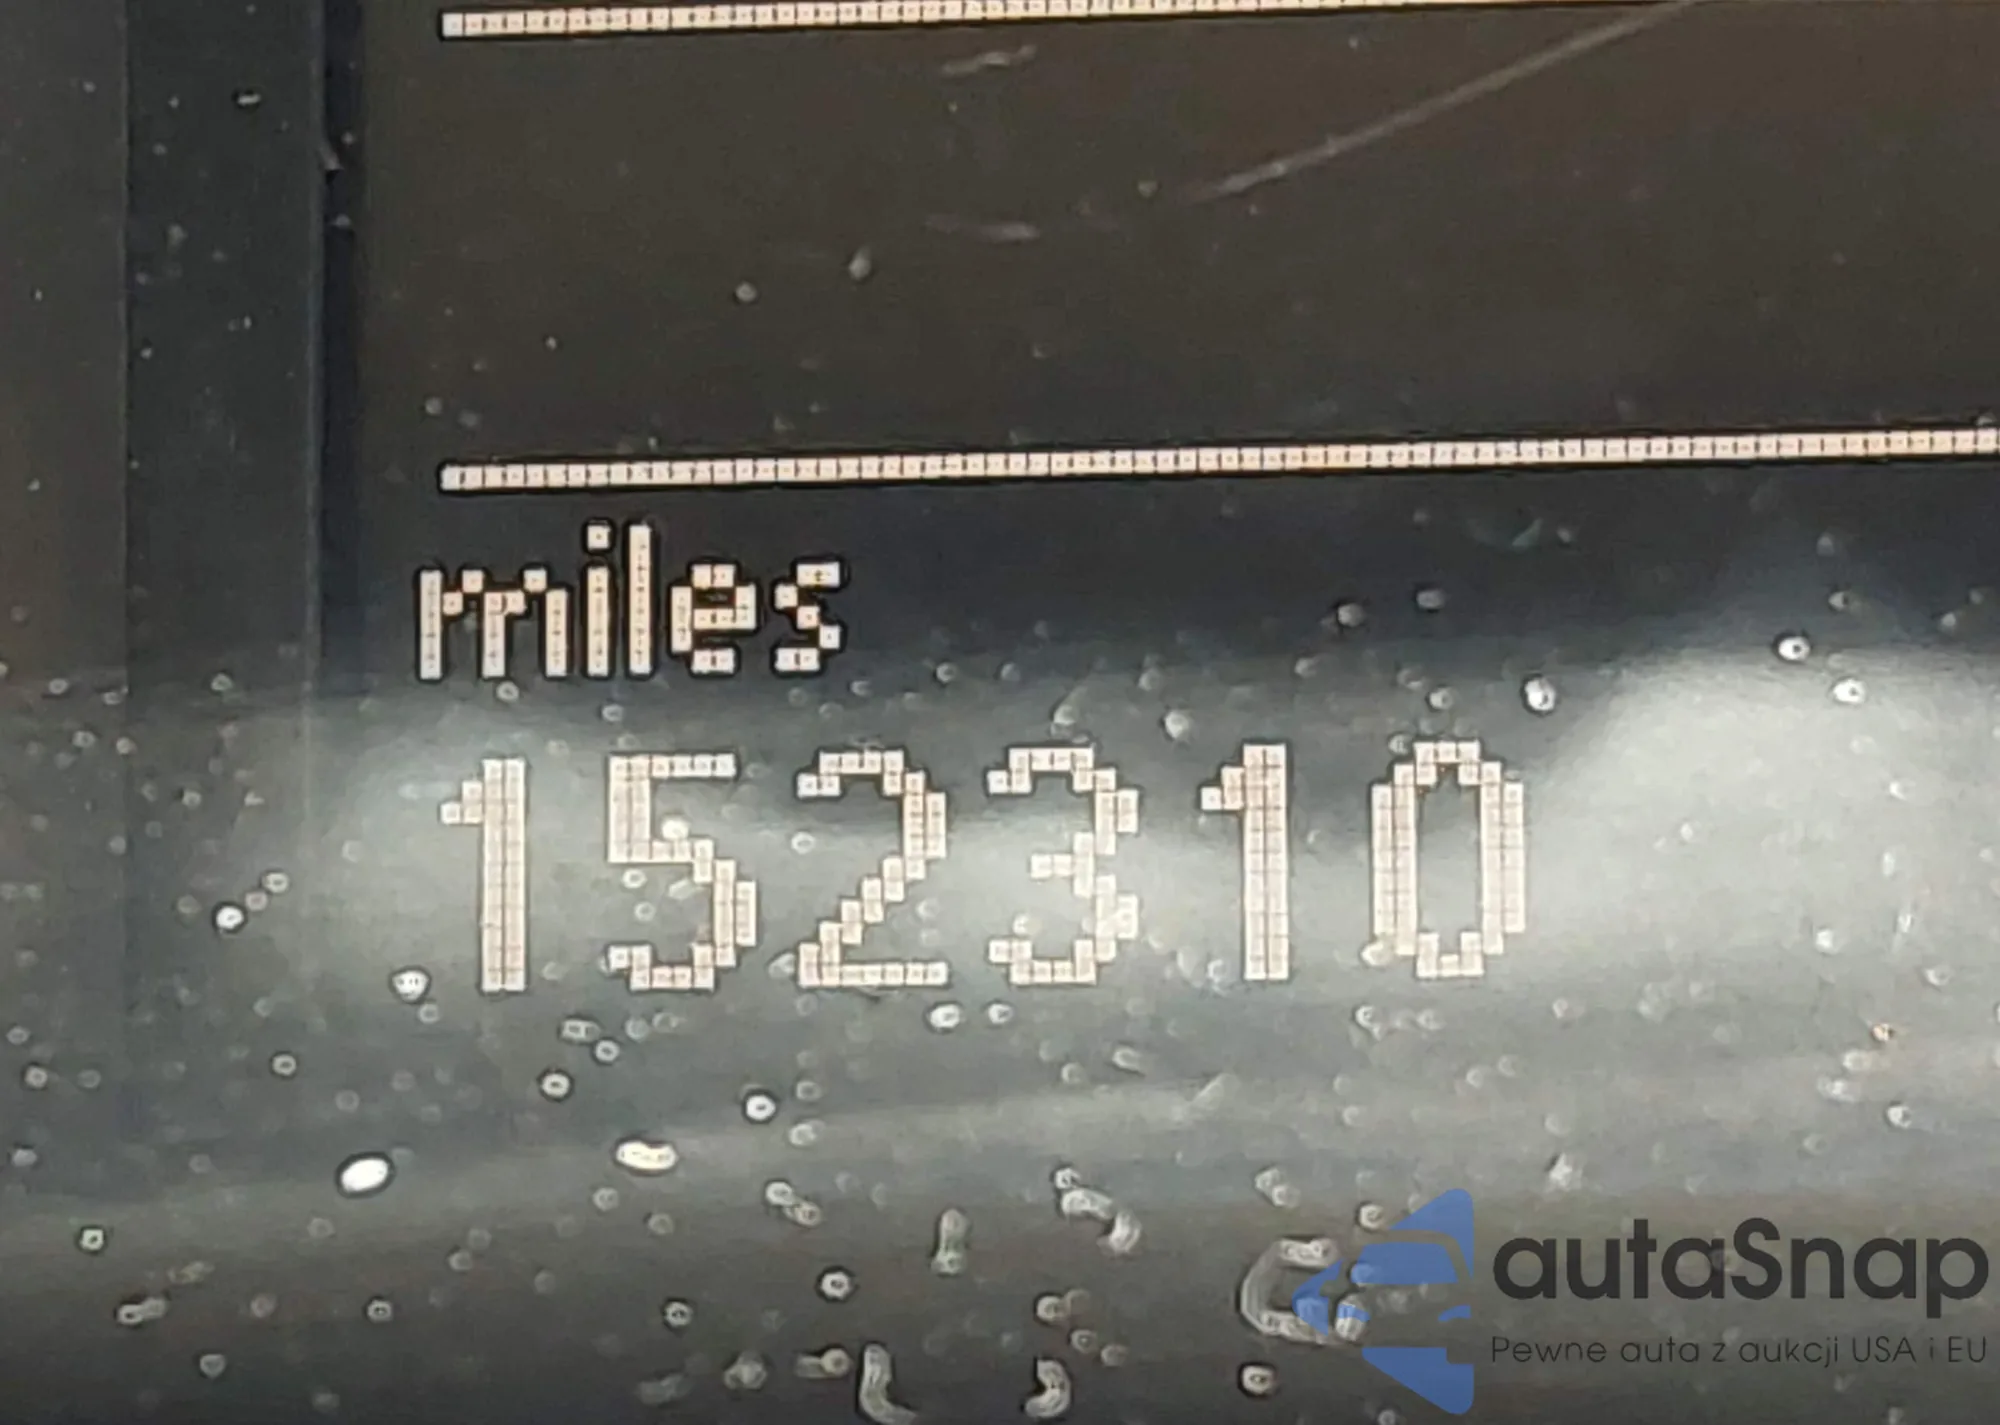 miles
152310
autaSnap
Pewne auta z aukcji USA i EU